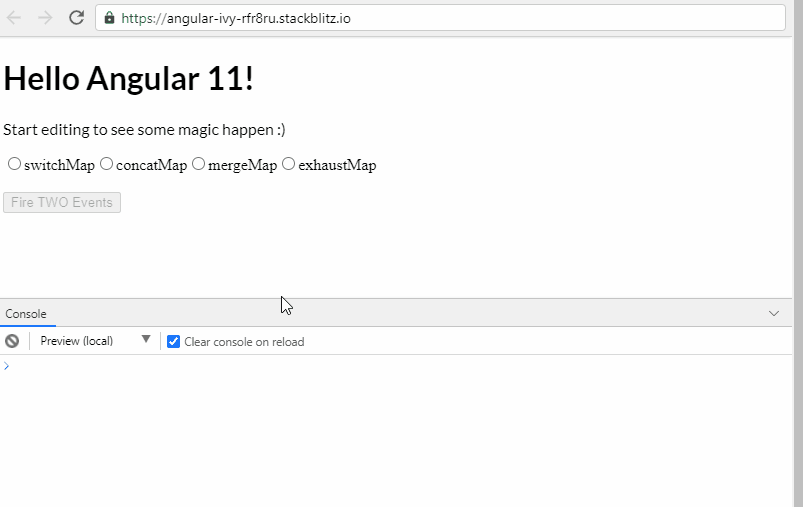 https://angular-ivy-rfr8ru.stackblitz.io
Hello Angular 11!
Start editing to see some magic happen :)
switchMap concatMap mergeMap exhaustMap
Fire TWO Events
Console
Preview (local) Clear console on reload